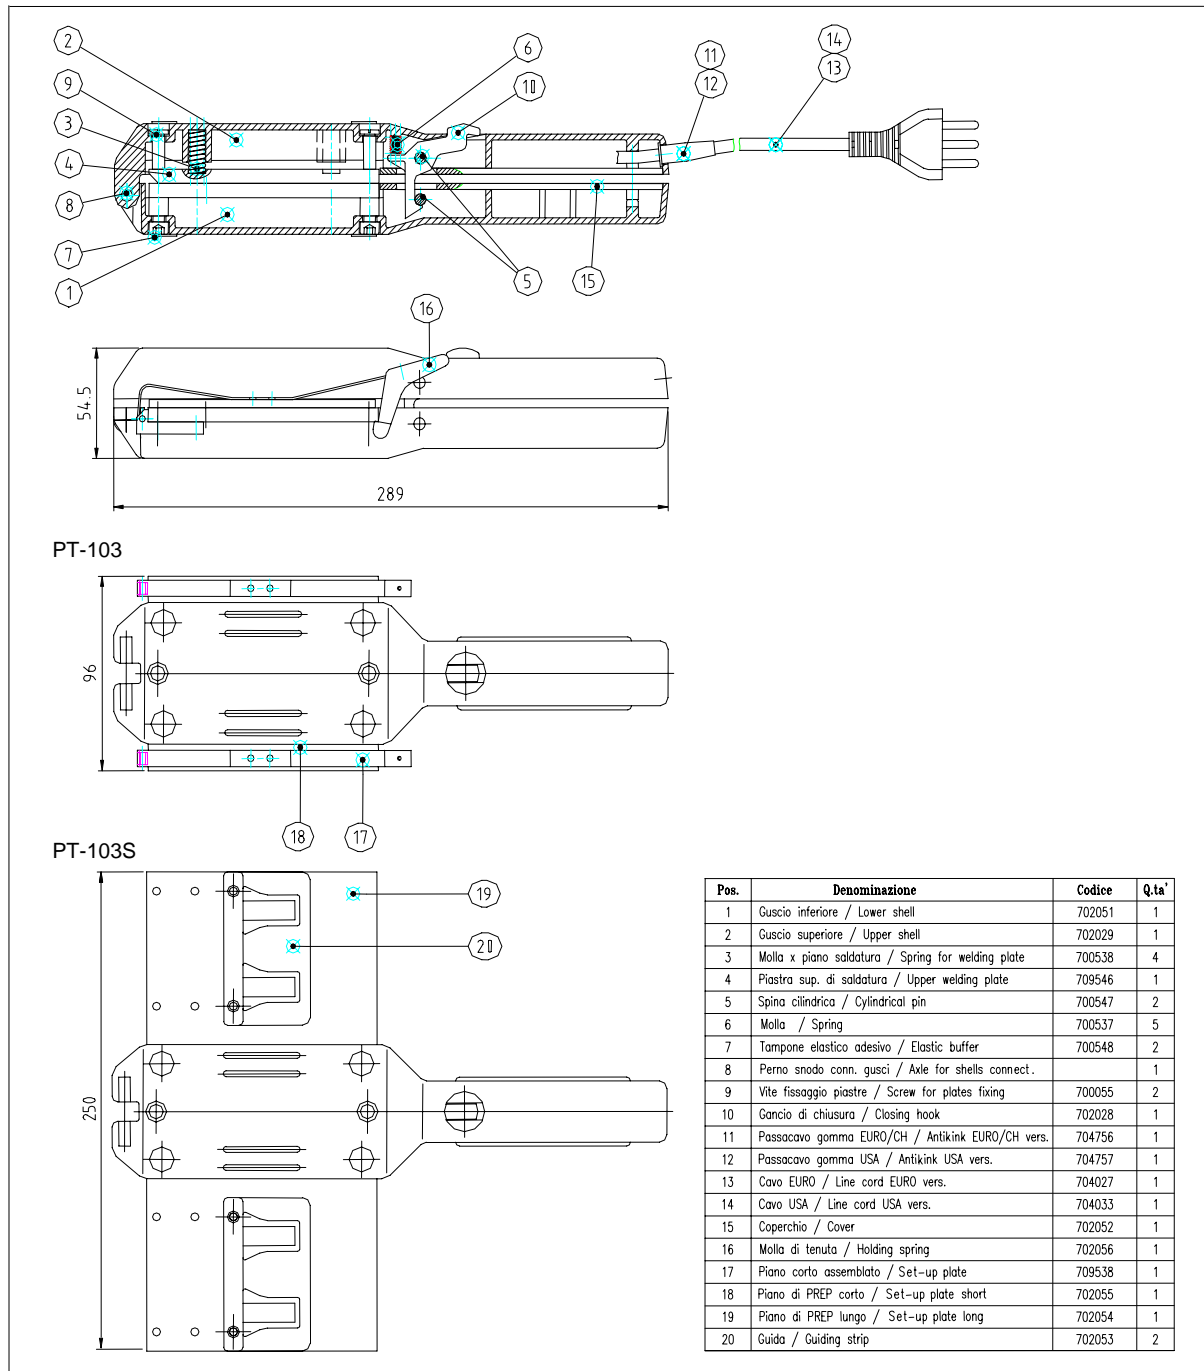 2
6
14
11
9
10
13
12
3
4
8
7
1
5
15
16
54.5
289
PT-103
96
18
17
PT-103S
19
20
250
Pos. Denominazione Codice Q.ta'
1 Guscio inferiore / Lower shell 702051 1
2 Guscio superiore / Upper shell 702029 1
3 Molla x piano saldatura / Spring for welding plate 700538 4
4 Piastra sup. di saldatura / Upper welding plate 709546 1
5 Spina cilindrica / Cylindrical pin 700547 2
6 Molla / Spring 700537 5
7 Tampone elastico adesivo / Elastic buffer 700548 2
8 Perno snodo conn. gusci / Axle for shells connect. 1
9 Vite fissaggio piastre / Screw for plates fixing 700055 2
10 Gancio di chiusura / Closing hook 702028 1
11 Passacavo gomma EURO/CH / Antikink EURO/CH vers. 704756 1
12 Passacavo gomma USA / Antikink USA vers. 704757 1
13 Cavo EURO / Line cord EURO vers. 704027 1
14 Cavo USA / Line cord USA vers. 704033 1
15 Coperchio / Cover 702052 1
16 Molla di tenuta / Holding spring 702056 1
17 Piano corto assemblato / Set-up plate 709538 1
18 Piano di PREP corto / Set-up plate short 702055 1
19 Piano di PREP lungo / Set-up plate long 702054 1
20 Guida / Guiding strip 702053 2